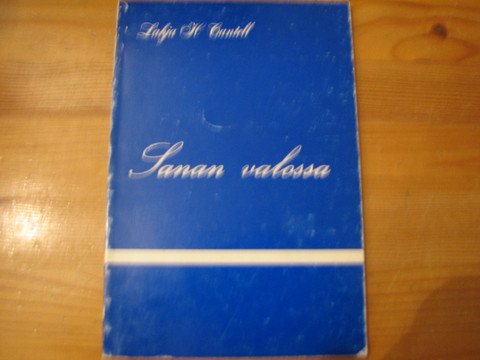 Lahja H Cantell
Sanan valossa